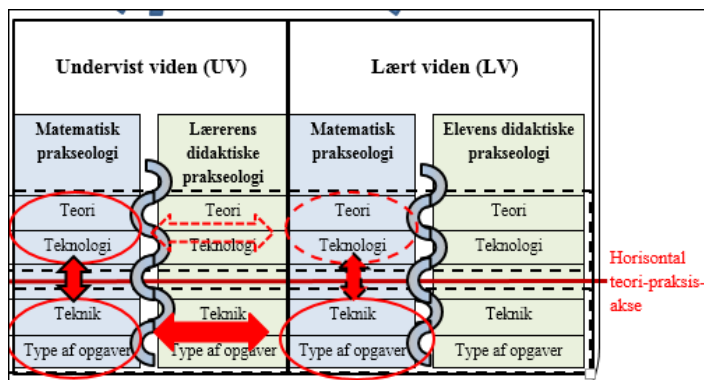 Undervist viden (UV)
Lært viden (LV)
Matematisk
prakseologi
Lærerens
didaktiske
prakseologi
Matematisk
prakseologi
Elevens didaktiske
prakseologi
Teori
Teori
Teori
Teori
Teknologi
Teknologi
Teknologi
Teknologi
Teknik
Teknik
Teknik
Teknik
Type af opgaver
Type af opgaver
Type af opgaver
Type af opgaver
Horisontal
teori-praksis-
akse